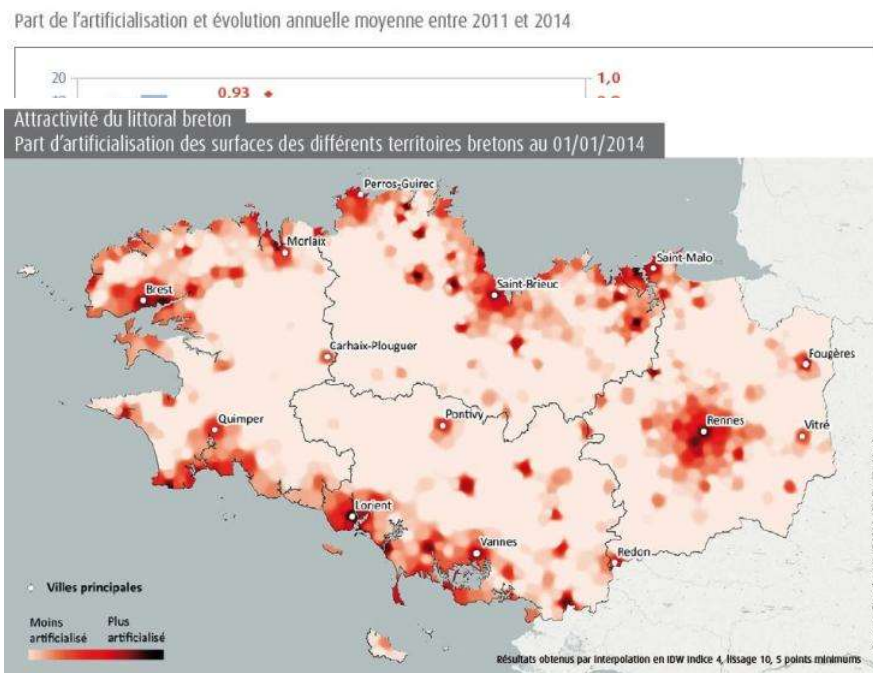 Part de l'artificialisation et évolution annuelle moyenne entre 2011 et 2014
20
0,93
1,0
Attractivité du littoral breton
Part d'artificialisation des surfaces des différents territoires bretons au 01/01/2014
Perros-Guirec
Morlaix
Saint-Malo
Brest
Saint-Brieuc
Carhaix-Plouguer
Fougères
Quimper
Pontivy
Rennes
Vitré
Lorient
Vannes
Redon
Villes principales
Moins artificialisé
Plus artificialisé
Résultats obtenus par interpolation en IDW indice 4, lissage 10, 5 points minimums